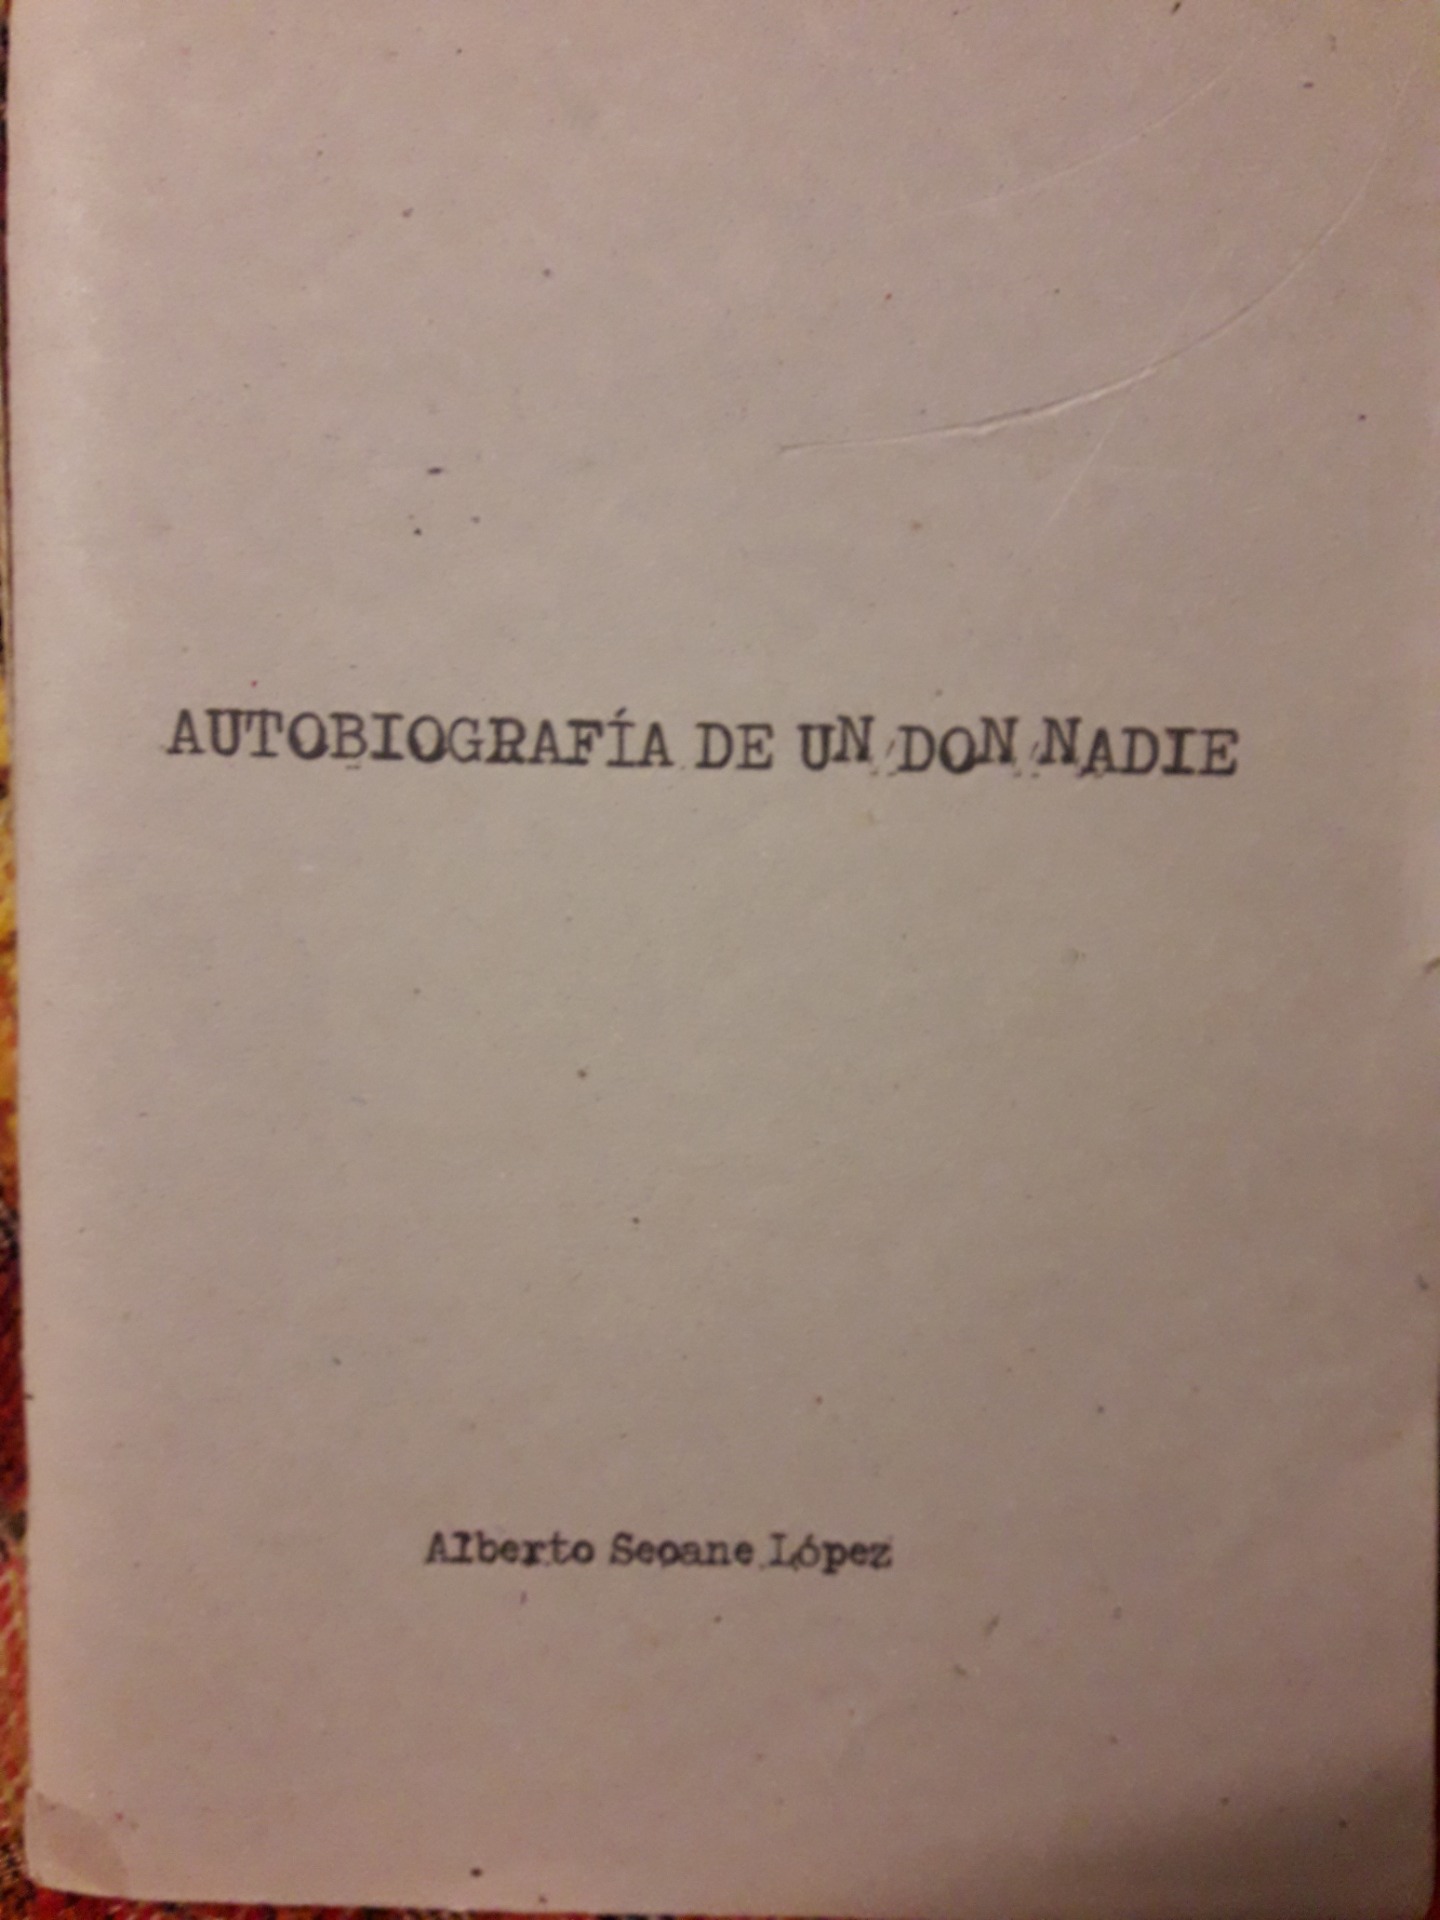 AUTOBIOGRAFÍA DE UN DON NADIE
Alberto Seoane López